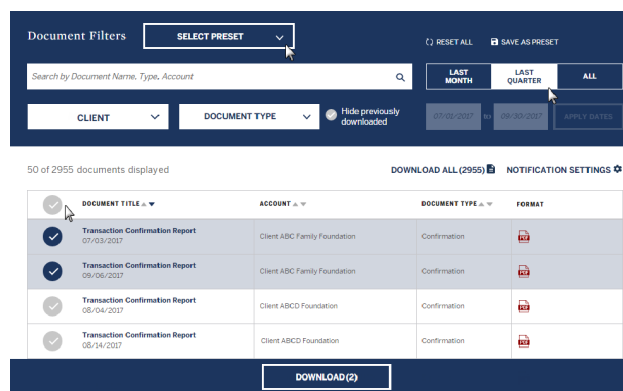 Document Filters
SELECT PRESET
RESET ALL
SAVE AS PRESET
Search by Document Name, Type, Account
LAST MONTH
LAST QUARTER
ALL
CLIENT
DOCUMENT TYPE
Hide previously
downloaded
07/01/2017 to 09/30/2017
APPLY DATES
50 of 2955 documents displayed
DOWNLOAD ALL (2955)
NOTIFICATION SETTINGS
DOCUMENT TITLE ACCOUNT DOCUMENT TYPE FORMAT
Transaction Confirmation Report
07/03/2017
Client ABC Family Foundation
Confirmation
PDF
Transaction Confirmation Report
09/06/2017
Client ABC Family Foundation
Confirmation
PDF
Transaction Confirmation Report
08/04/2017
Client ABCD Foundation
Confirmation
PDF
Transaction Confirmation Report
08/14/2017
Client ABCD Foundation
Confirmation
PDF
DOWNLOAD(2)